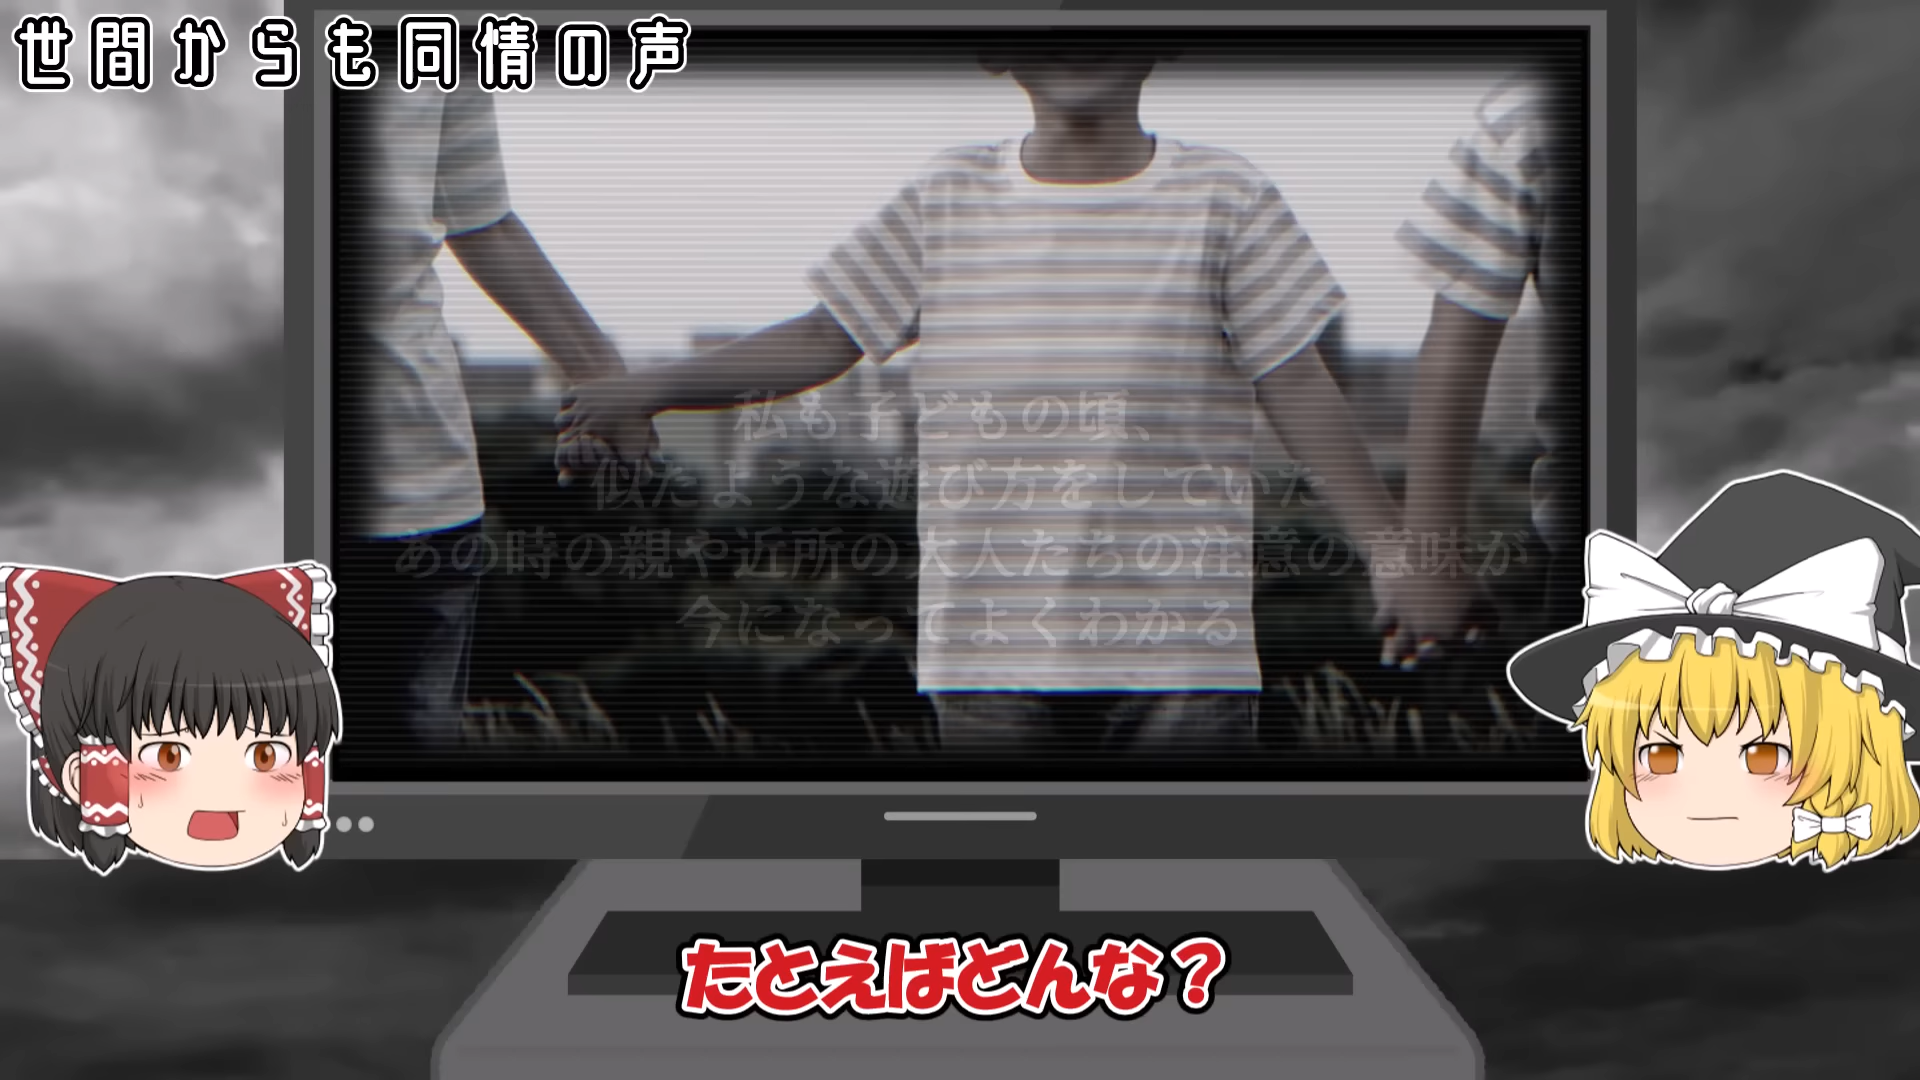 世間からも同情の声
私も子どもの頃、
似たような遊び方をしていた
あの時の親や近所の大人たちの注意の意味が
今になってよくわかる
たとえばどんな？